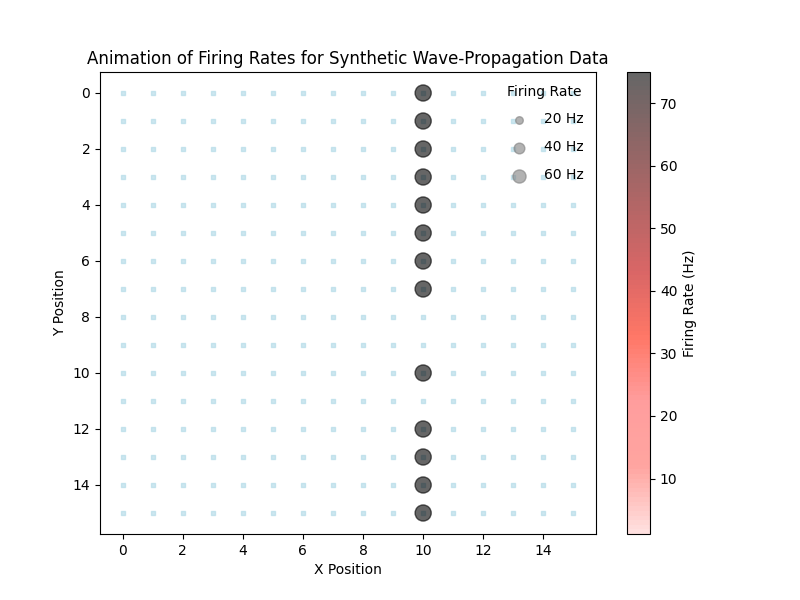 Animation of Firing Rates for Synthetic Wave-Propagation Data
Firing Rate
20 Hz
40 Hz
60 Hz
0
2
4
6
8
10
12
14
Y Position
0 2 4 6 8 10 12 14
X Position
70
60
50
40
30
20
10
Firing Rate (Hz)